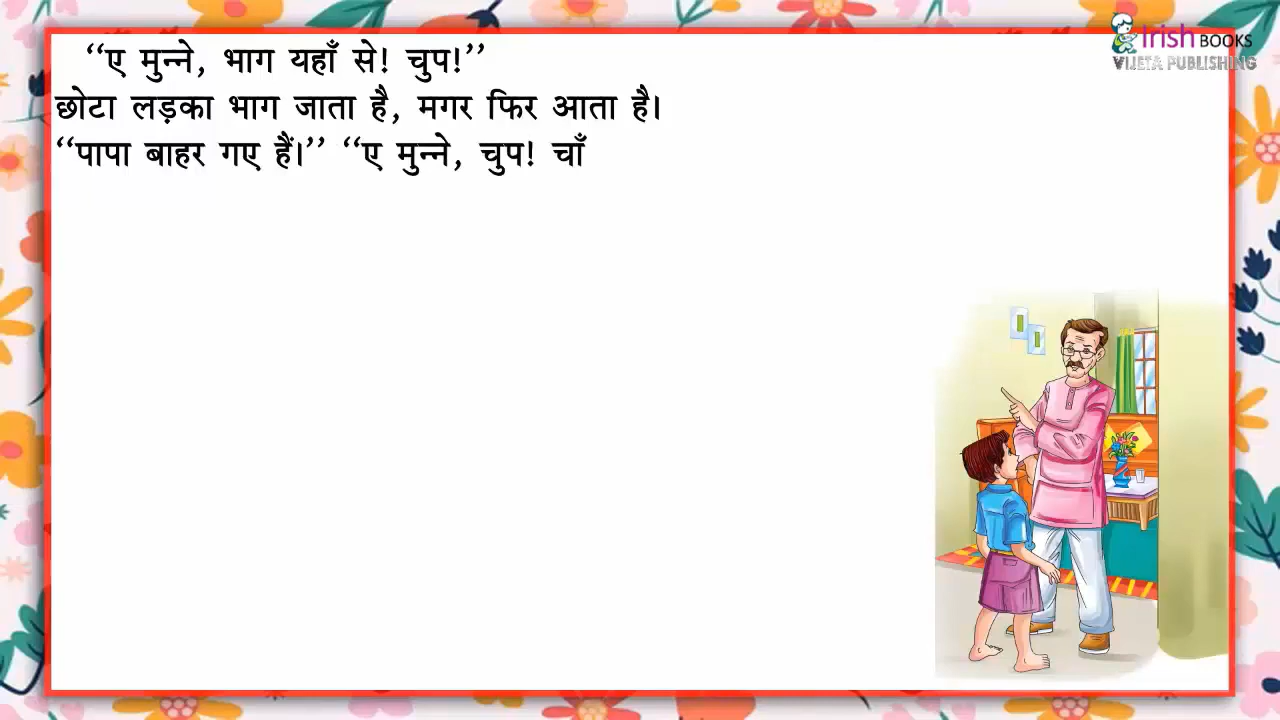 ‘‘ए मुन्ने, भाग यहाँ से! चुप!’’
छोटा लड़का भाग जाता है, मगर फिर आता है।
‘‘पापा बाहर गए हैं।’’ ‘‘ए मुन्ने, चुप! चाँ
Irish BOOKS
VIJETA PUBLISHING